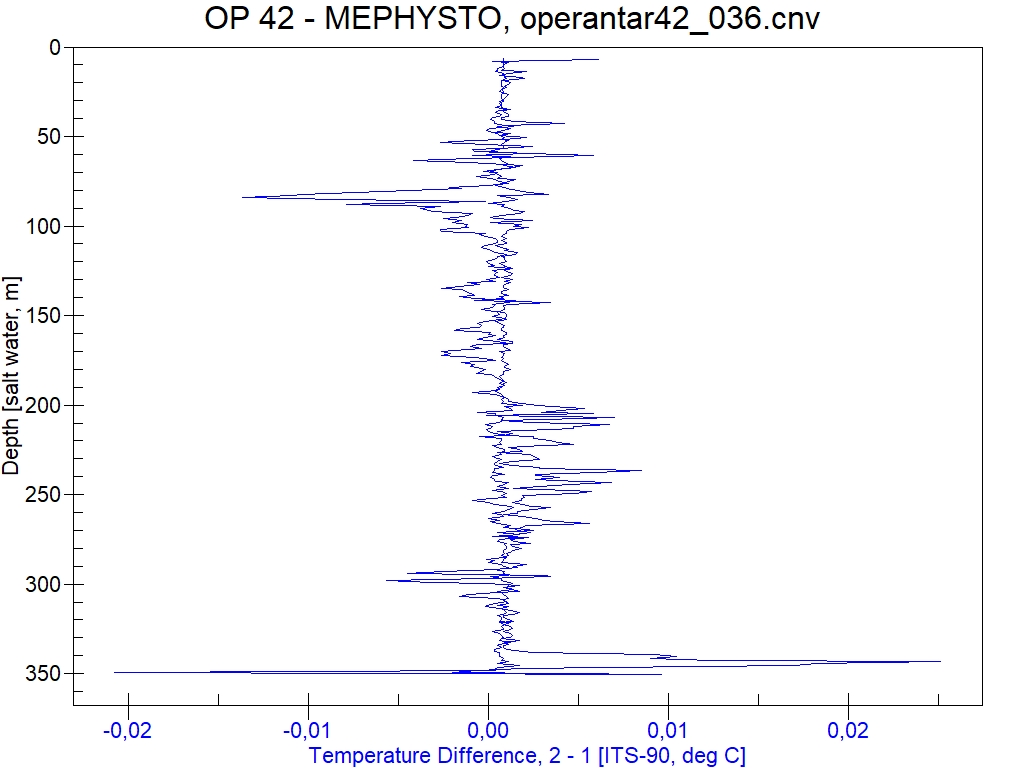 OP 42 - MEPHYSTO, operantar42_036.cnv
0
50
100
150
200
250
300
350
Depth [salt water, m]
-0,02 -0,01 0,00 0,01 0,02
Temperature Difference, 2 - 1 [ITS-90, deg C]